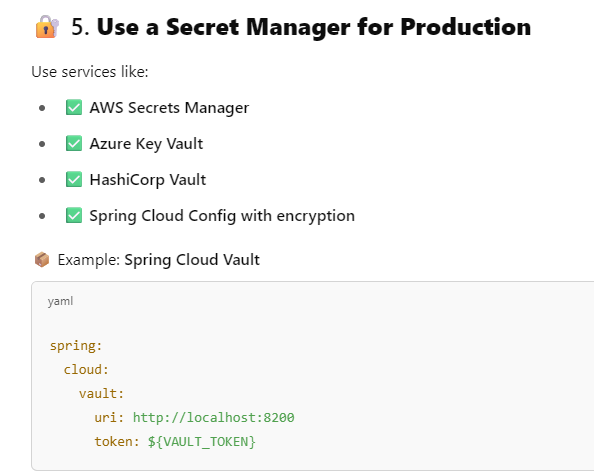 🔐 5. Use a Secret Manager for Production
Use services like:
• ✅ AWS Secrets Manager
• ✅ Azure Key Vault
• ✅ HashiCorp Vault
• ✅ Spring Cloud Config with encryption
📦 Example: Spring Cloud Vault
yaml
spring:
  cloud:
    vault:
      uri: http://localhost:8200
      token: ${VAULT_TOKEN}